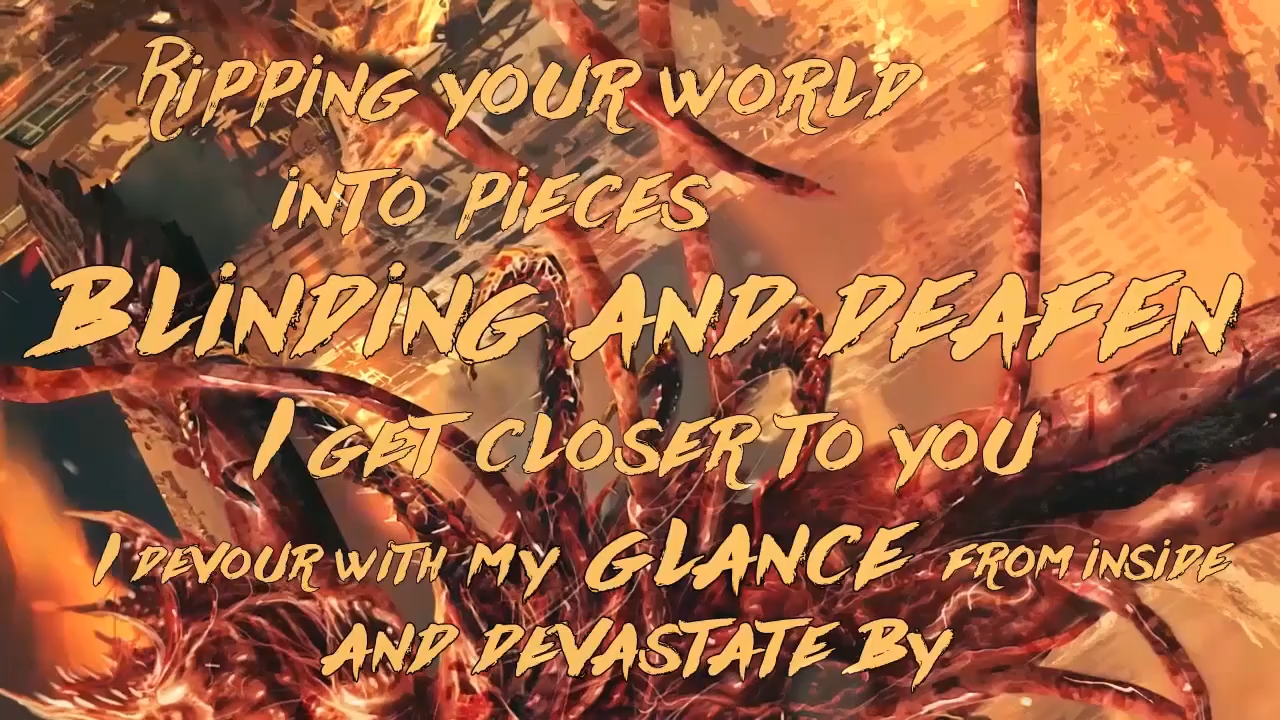 Ripping your world
into pieces
Blinding and deafen
I get closer to you
I devour with my GLANCE from inside
and devastate by